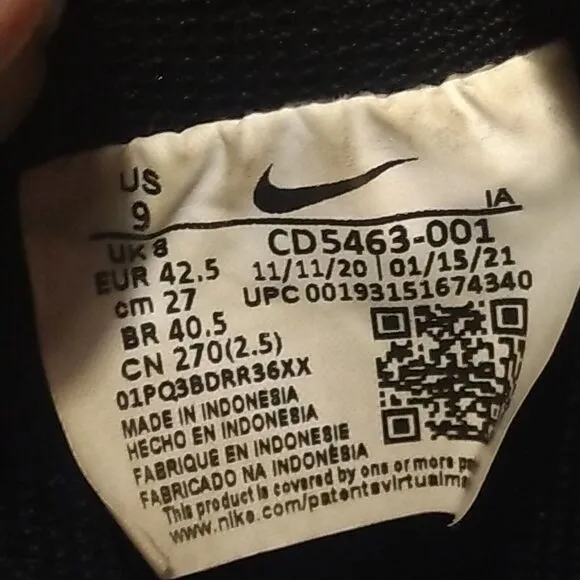 US
9
IA
UK 8
CD5463-001
EUR 42.5
11/11/20 | 01/15/21
cm 27
UPC 00193151674340
BR 40.5
CN 270(2.5)
01PQ3BDRR36XX
MADE IN INDONESIA
HECHO EN INDONESIA
FABRIQUE EN INDONESIE
FABRICADO NA INDONÉSIA
This product is covered by one or more
www.nike.com/patentsvirtualma